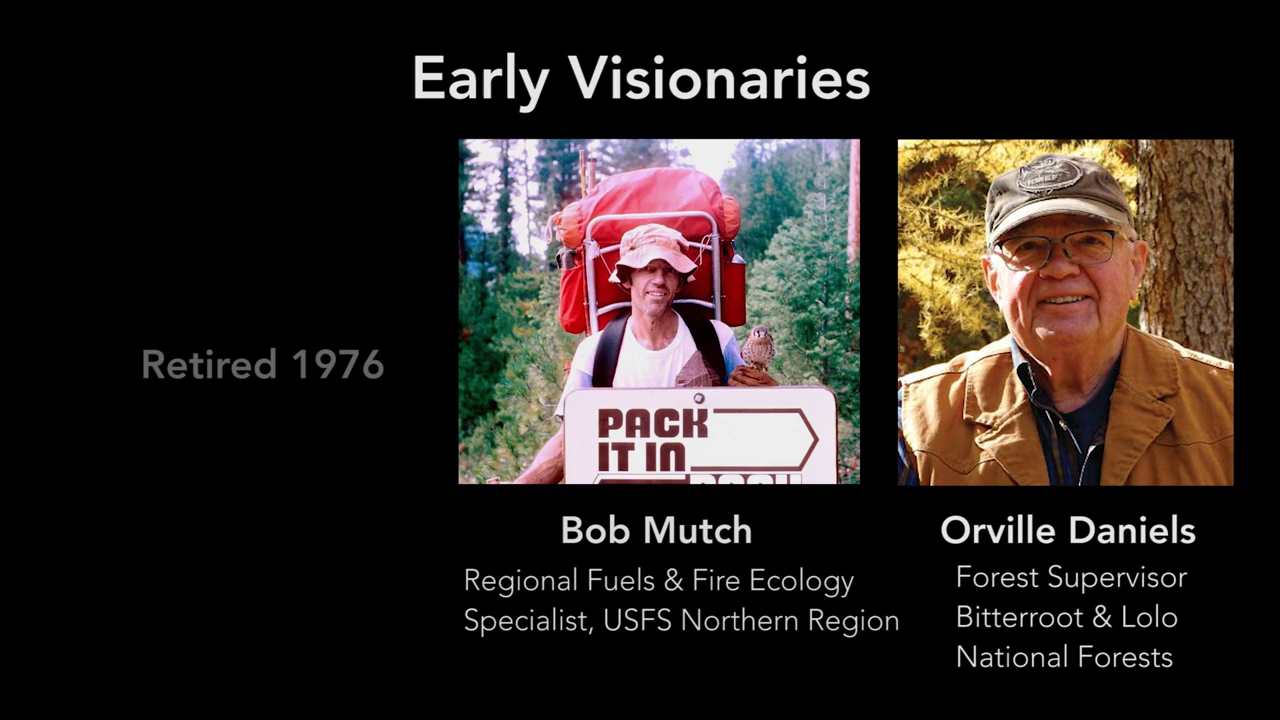 Early Visionaries
Retired 1976
PACK
IT IN
Bob Mutch
Regional Fuels & Fire Ecology
Specialist, USFS Northern Region
Orville Daniels
Forest Supervisor
Bitterroot & Lolo
National Forests